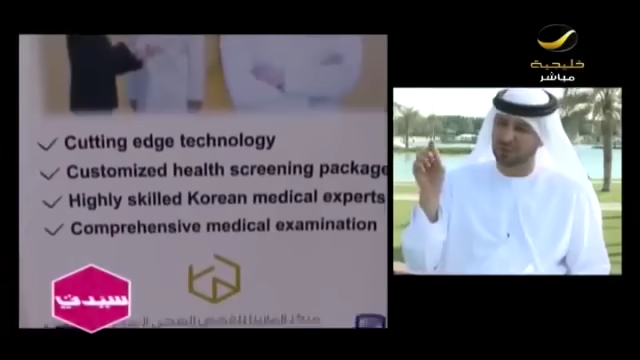 خليجية
مباشر
Cutting edge technology
Customized health screening package
Highly skilled Korean medical experts
Comprehensive medical examination
سيدتي